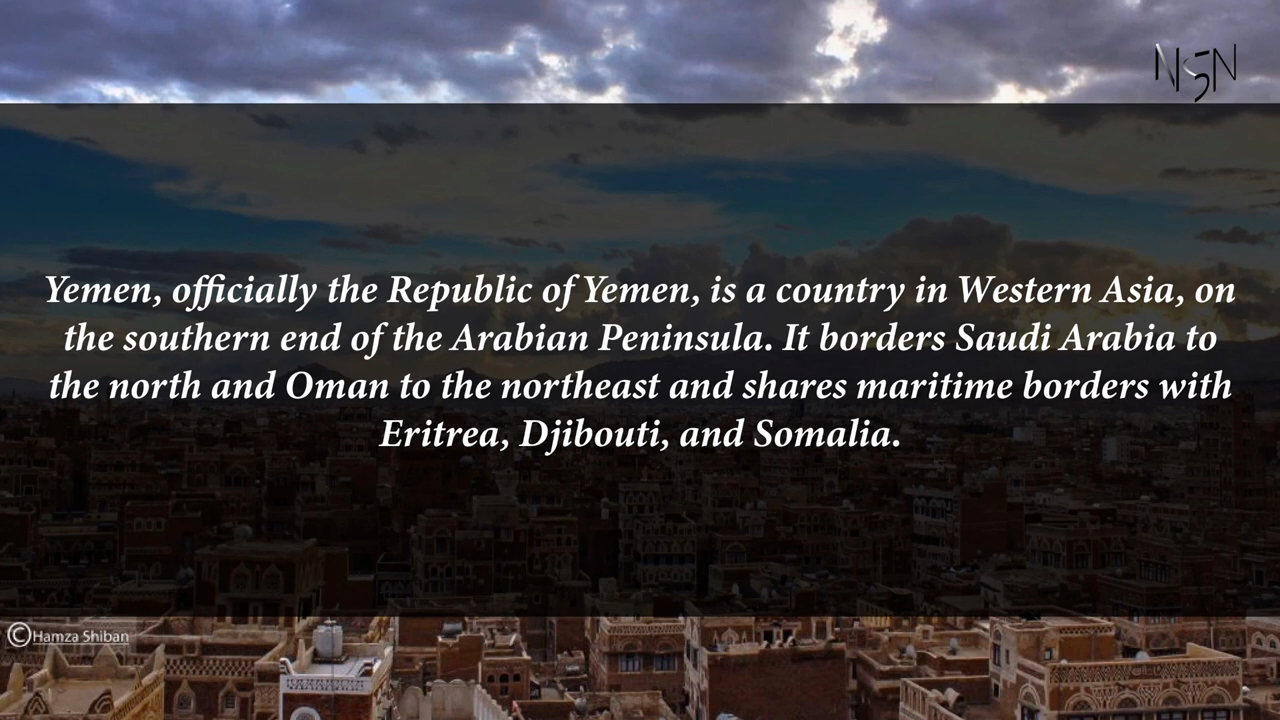 NSN
Yemen, officially the Republic of Yemen, is a country in Western Asia, on
the southern end of the Arabian Peninsula. It borders Saudi Arabia to
the north and Oman to the northeast and shares maritime borders with
Eritrea, Djibouti, and Somalia.
©Hamza Shiban